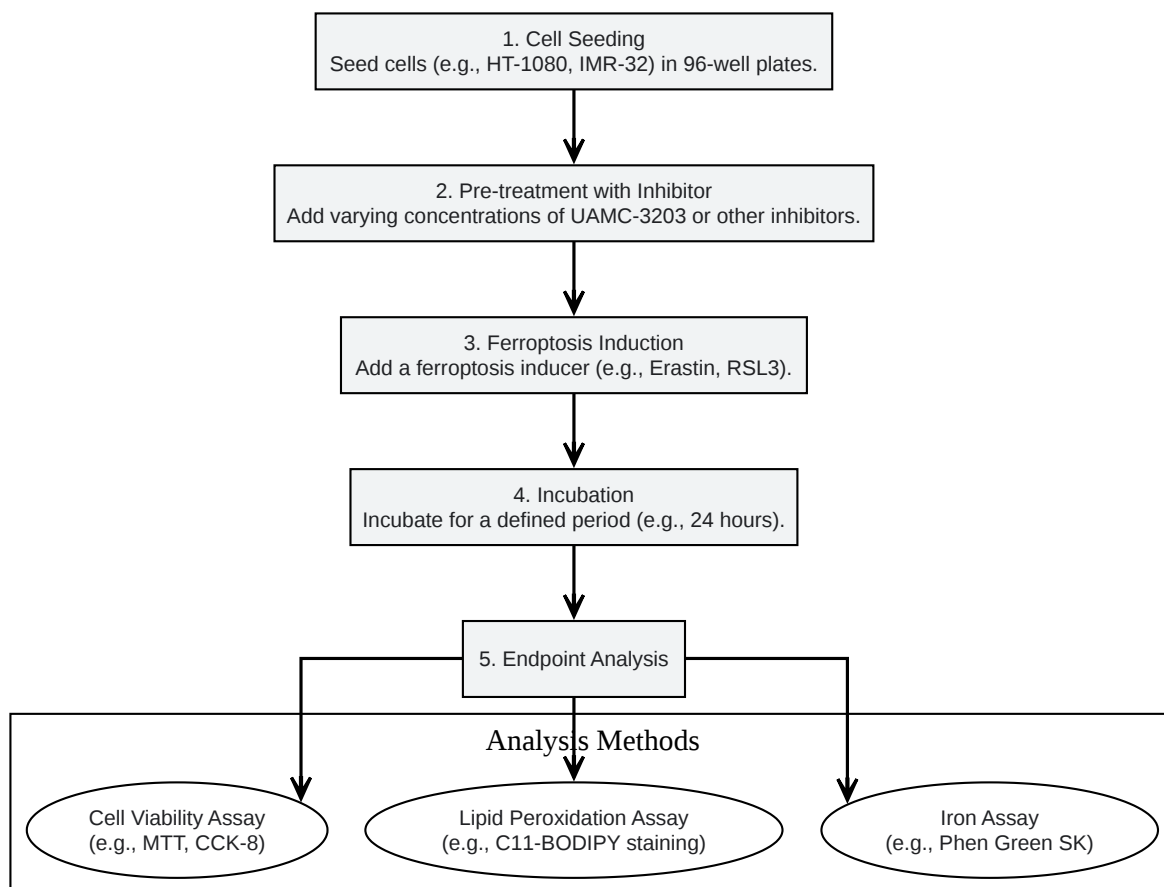 1. Cell Seeding
Seed cells (e.g., HT-1080, IMR-32) in 96-well plates.
2. Pre-treatment with Inhibitor
Add varying concentrations of UAMC-3203 or other inhibitors.
3. Ferroptosis Induction
Add a ferroptosis inducer (e.g., Erastin, RSL3).
4. Incubation
Incubate for a defined period (e.g., 24 hours).
5. Endpoint Analysis
Analysis Methods
Cell Viability Assay
(e.g., MTT, CCK-8)
Lipid Peroxidation Assay
(e.g., C11-BODIPY staining)
Iron Assay
(e.g., Phen Green SK)